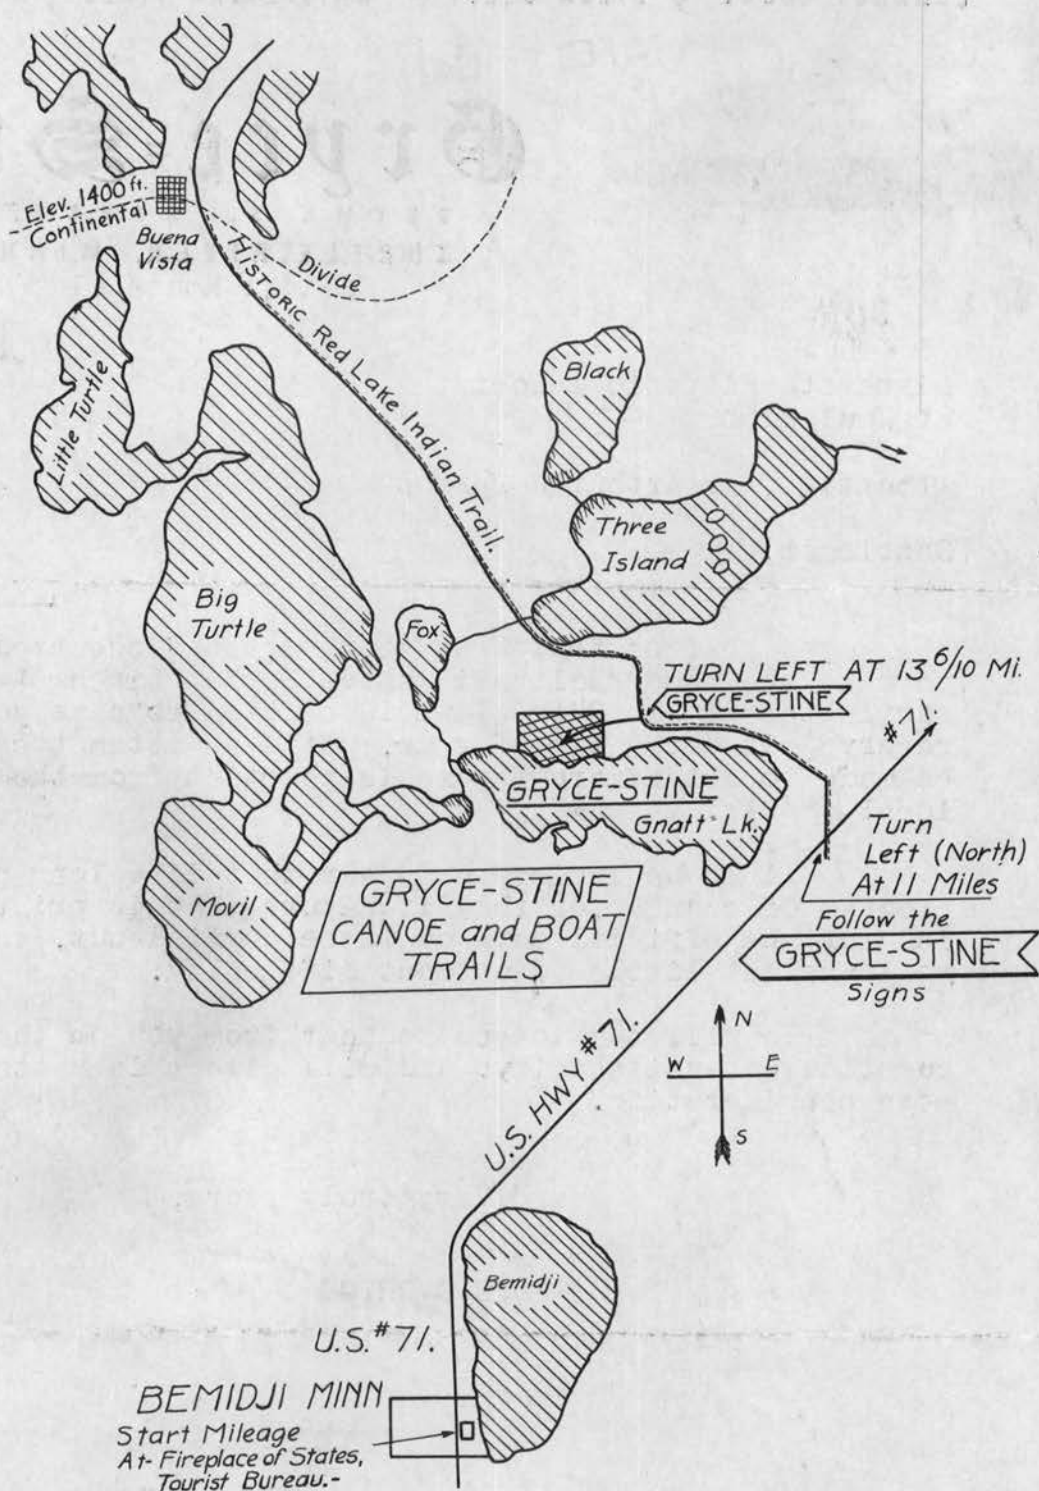 Elev. 1400 ft.
Continental
Divide
Buena
Vista
Historic Red Lake Indian Trail.
Little Turtle
Black
Three
Island
Big
Turtle
Fox
TURN LEFT AT 13 6/10 Mi.
GRYCE-STINE
#71.
GRYCE-STINE
Gnatt Lk.
Turn
Left (North)
At 11 Miles
Follow the
GRYCE-STINE
Signs
Movil
GRYCE-STINE
CANOE and BOAT
TRAILS
N
W E
S
U.S. HWY #71.
Bemidji
U.S. #71.
BEMIDJI MINN
Start Mileage
At- Fireplace of States,
Tourist Bureau.-